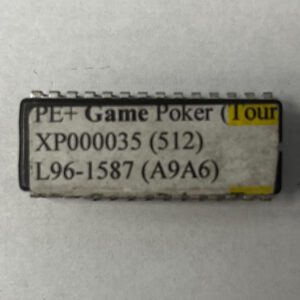 PE+ Game Poker (Tour
XP000035 (512)
L96-1587 (A9A6)